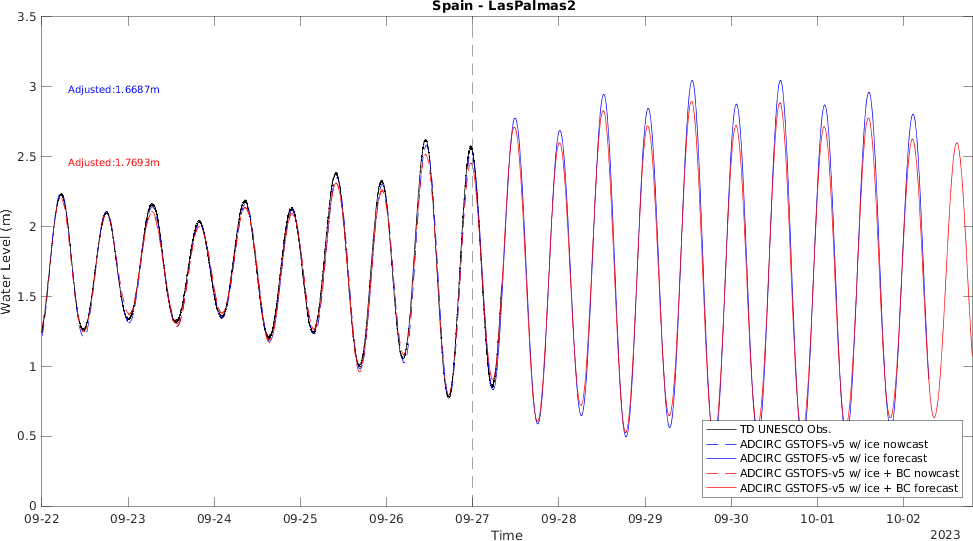 Spain - LasPalmas2
3.5
3
2.5
2
1.5
1
0.5
0
Water Level (m)
Adjusted:1.6687m
Adjusted:1.7693m
TD UNESCO Obs.
ADCIRC GSTOFS-v5 w/ ice nowcast
ADCIRC GSTOFS-v5 w/ ice forecast
ADCIRC GSTOFS-v5 w/ ice + BC nowcast
ADCIRC GSTOFS-v5 w/ ice + BC forecast
09-22 09-23 09-24 09-25 09-26 09-27 09-28 09-29 09-30 10-01 10-02
Time
2023